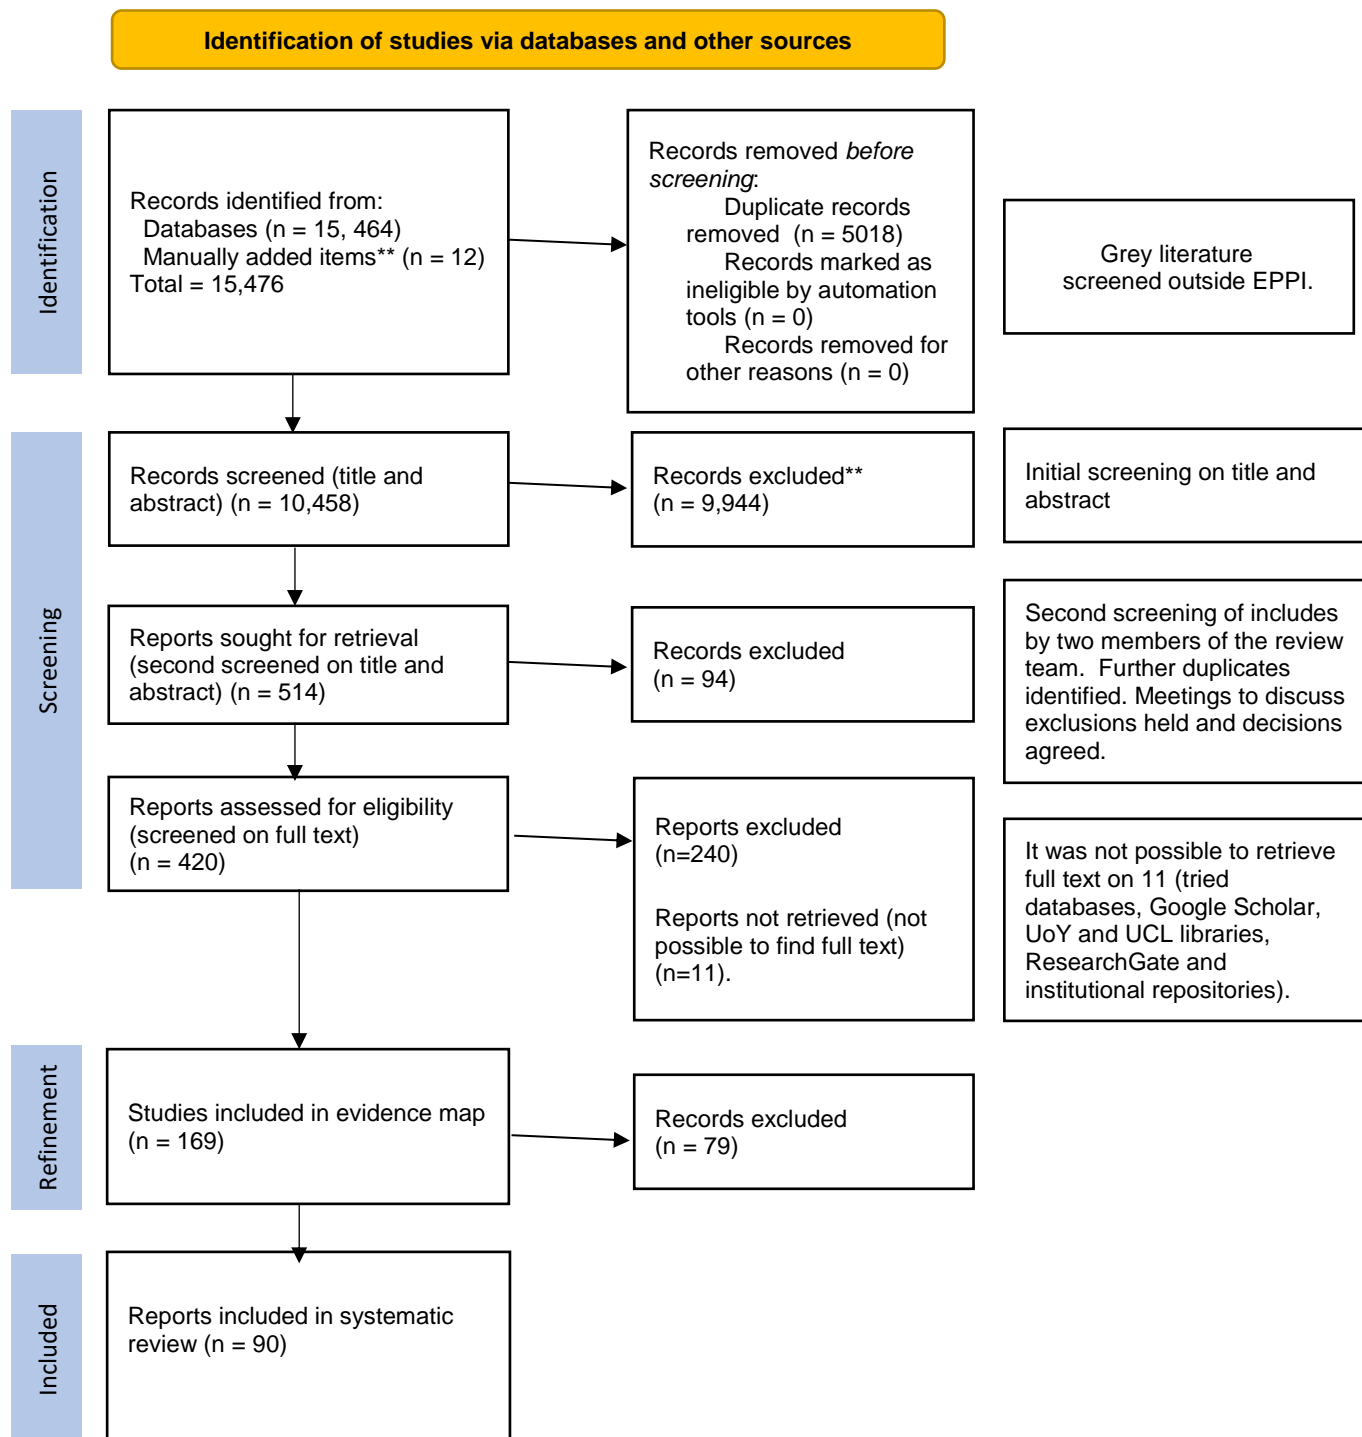 Identification of studies via databases and other sources
Identification
Records identified from:
Databases (n = 15, 464)
Manually added items** (n = 12)
Total = 15,476
Records removed before
screening:
Duplicate records
removed (n = 5018)
Records marked as
ineligible by automation
tools (n = 0)
Records removed for
other reasons (n = 0)
Grey literature
screened outside EPPI.
Screening
Records screened (title and
abstract) (n = 10,458)
Records excluded**
(n = 9,944)
Initial screening on title and
abstract
Reports sought for retrieval
(second screened on title and
abstract) (n = 514)
Records excluded
(n = 94)
Second screening of includes
by two members of the review
team. Further duplicates
identified. Meetings to discuss
exclusions held and decisions
agreed.
Reports assessed for eligibility
(screened on full text)
(n = 420)
Reports excluded
(n=240)
Reports not retrieved (not
possible to find full text)
(n=11).
It was not possible to retrieve
full text on 11 (tried
databases, Google Scholar,
UoY and UCL libraries,
ResearchGate and
institutional repositories).
Refinement
Studies included in evidence map
(n = 169)
Records excluded
(n = 79)
Included
Reports included in systematic
review (n = 90)